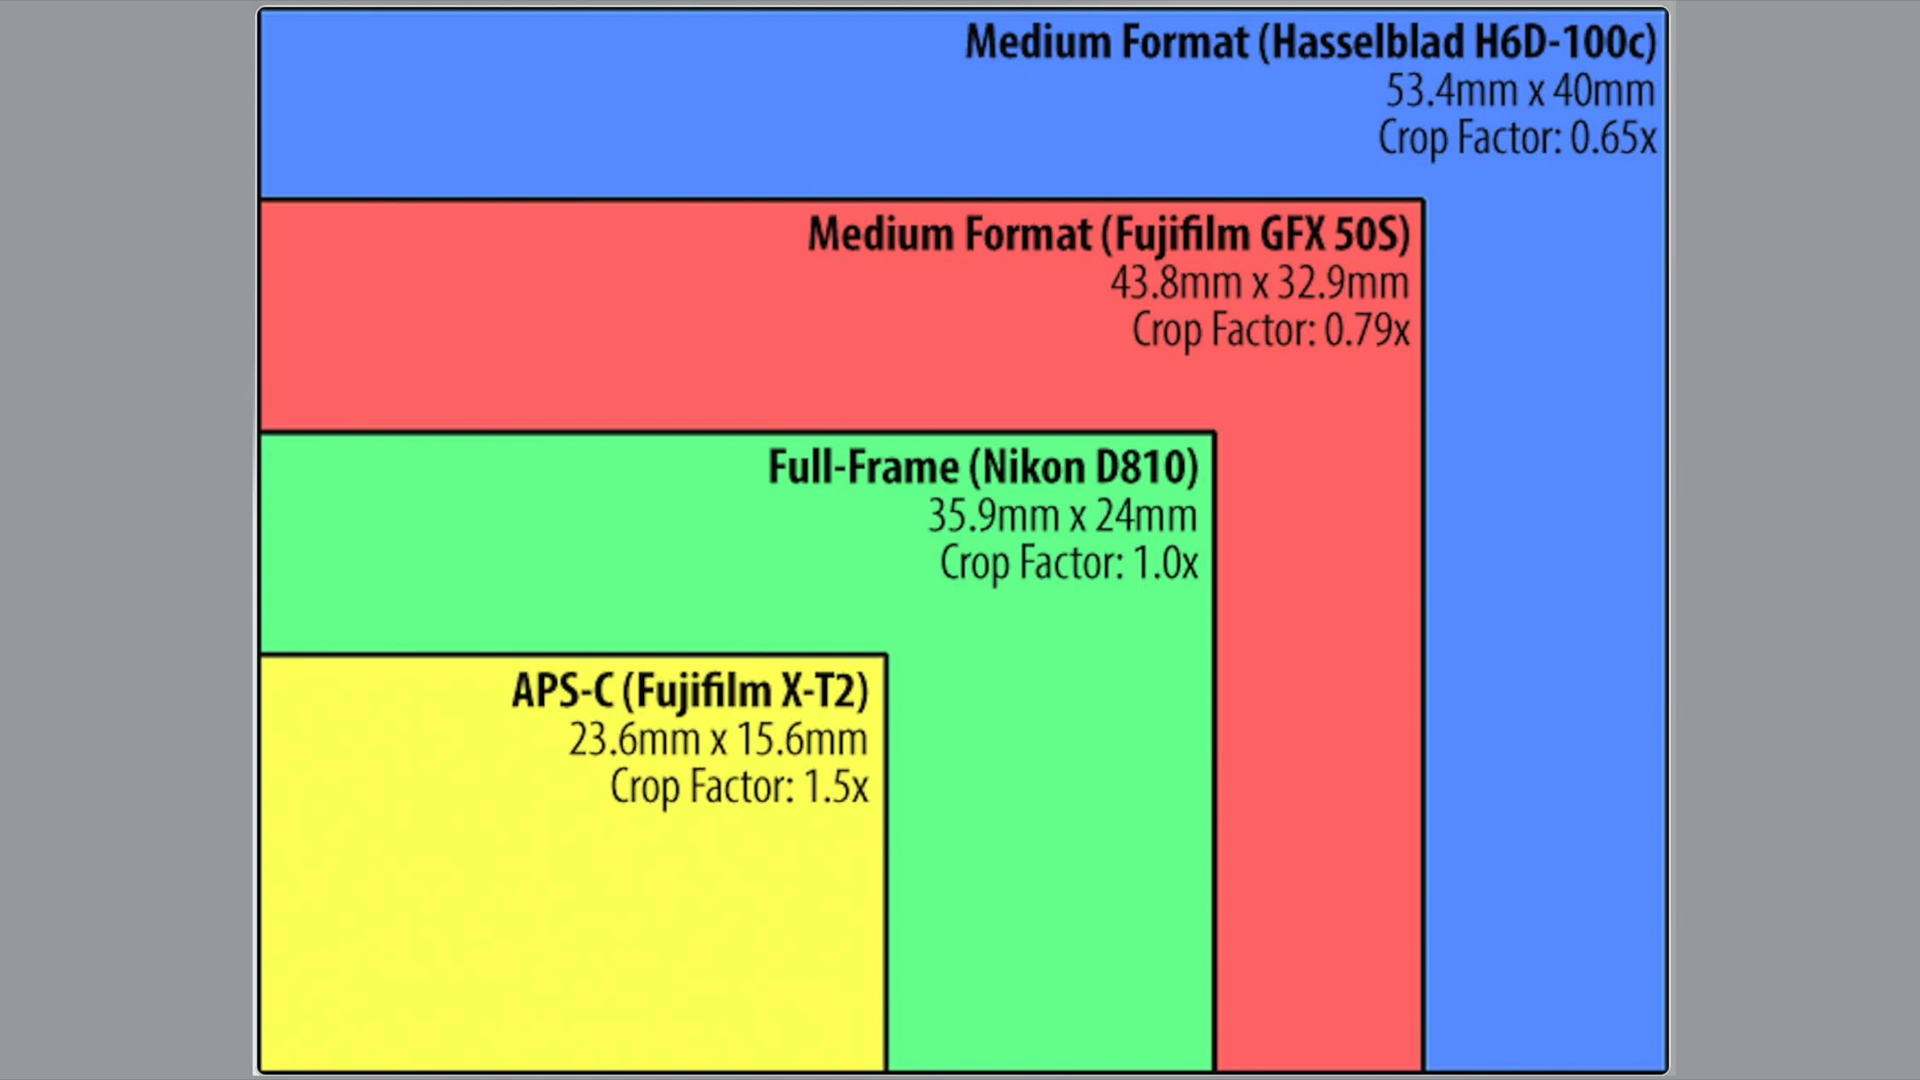 Medium Format (Hasselblad H6D-100c)
53.4mm x 40mm
Crop Factor: 0.65x
Medium Format (Fujifilm GFX 50S)
43.8mm x 32.9mm
Crop Factor: 0.79x
Full-Frame (Nikon D810)
35.9mm x 24mm
Crop Factor: 1.0x
APS-C (Fujifilm X-T2)
23.6mm x 15.6mm
Crop Factor: 1.5x